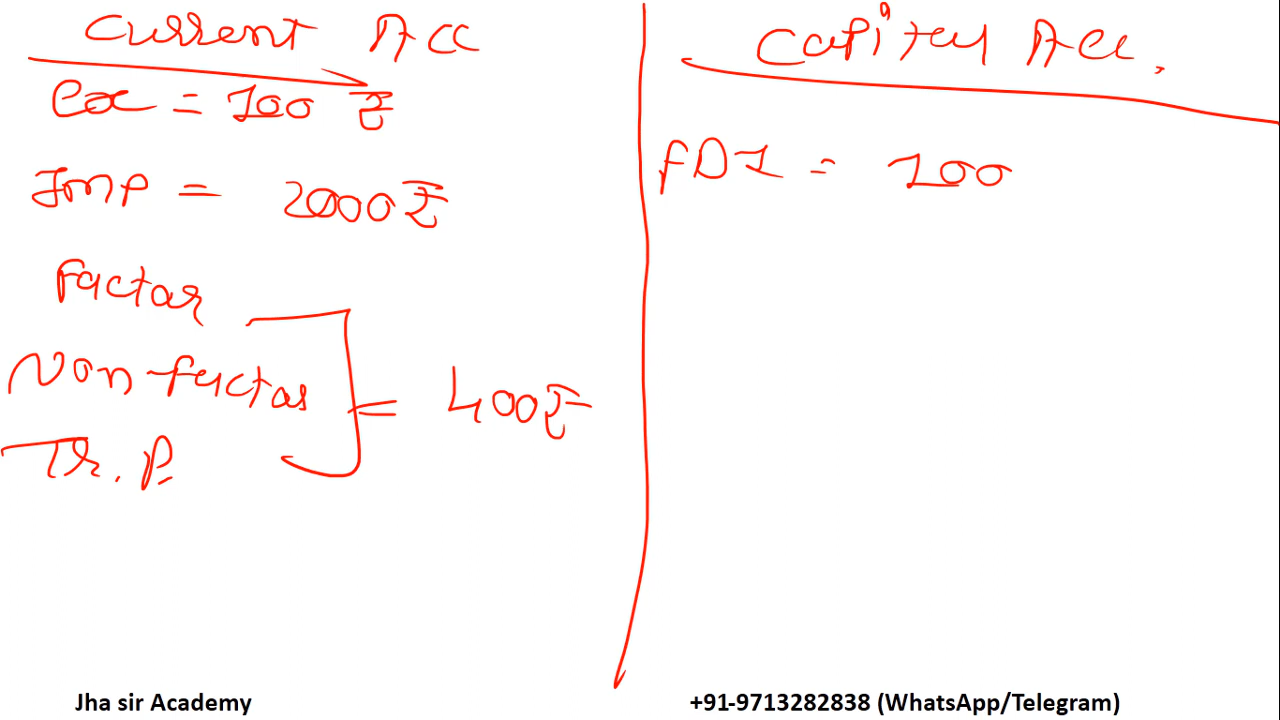 Current Acc
Ex = 100 ₹
Imp = 2000 ₹
Factor
Non-factor
Tr. P.
= 400₹
Capital Acc.
FDI = 100
Jha sir Academy
+91-9713282838 (WhatsApp/Telegram)